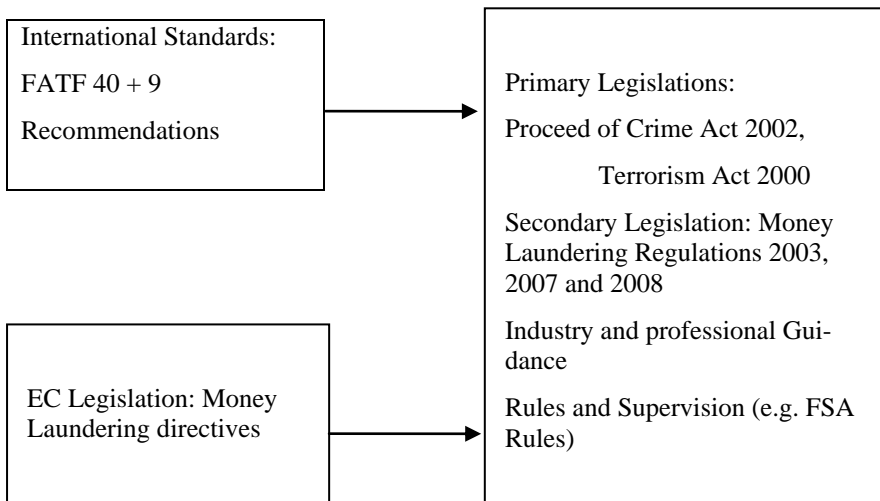 International Standards:
FATF 40 + 9
Recommendations
EC Legislation: Money
Laundering directives
Primary Legislations:
Proceed of Crime Act 2002,
Terrorism Act 2000
Secondary Legislation: Money
Laundering Regulations 2003,
2007 and 2008
Industry and professional Gui-
dance
Rules and Supervision (e.g. FSA
Rules)